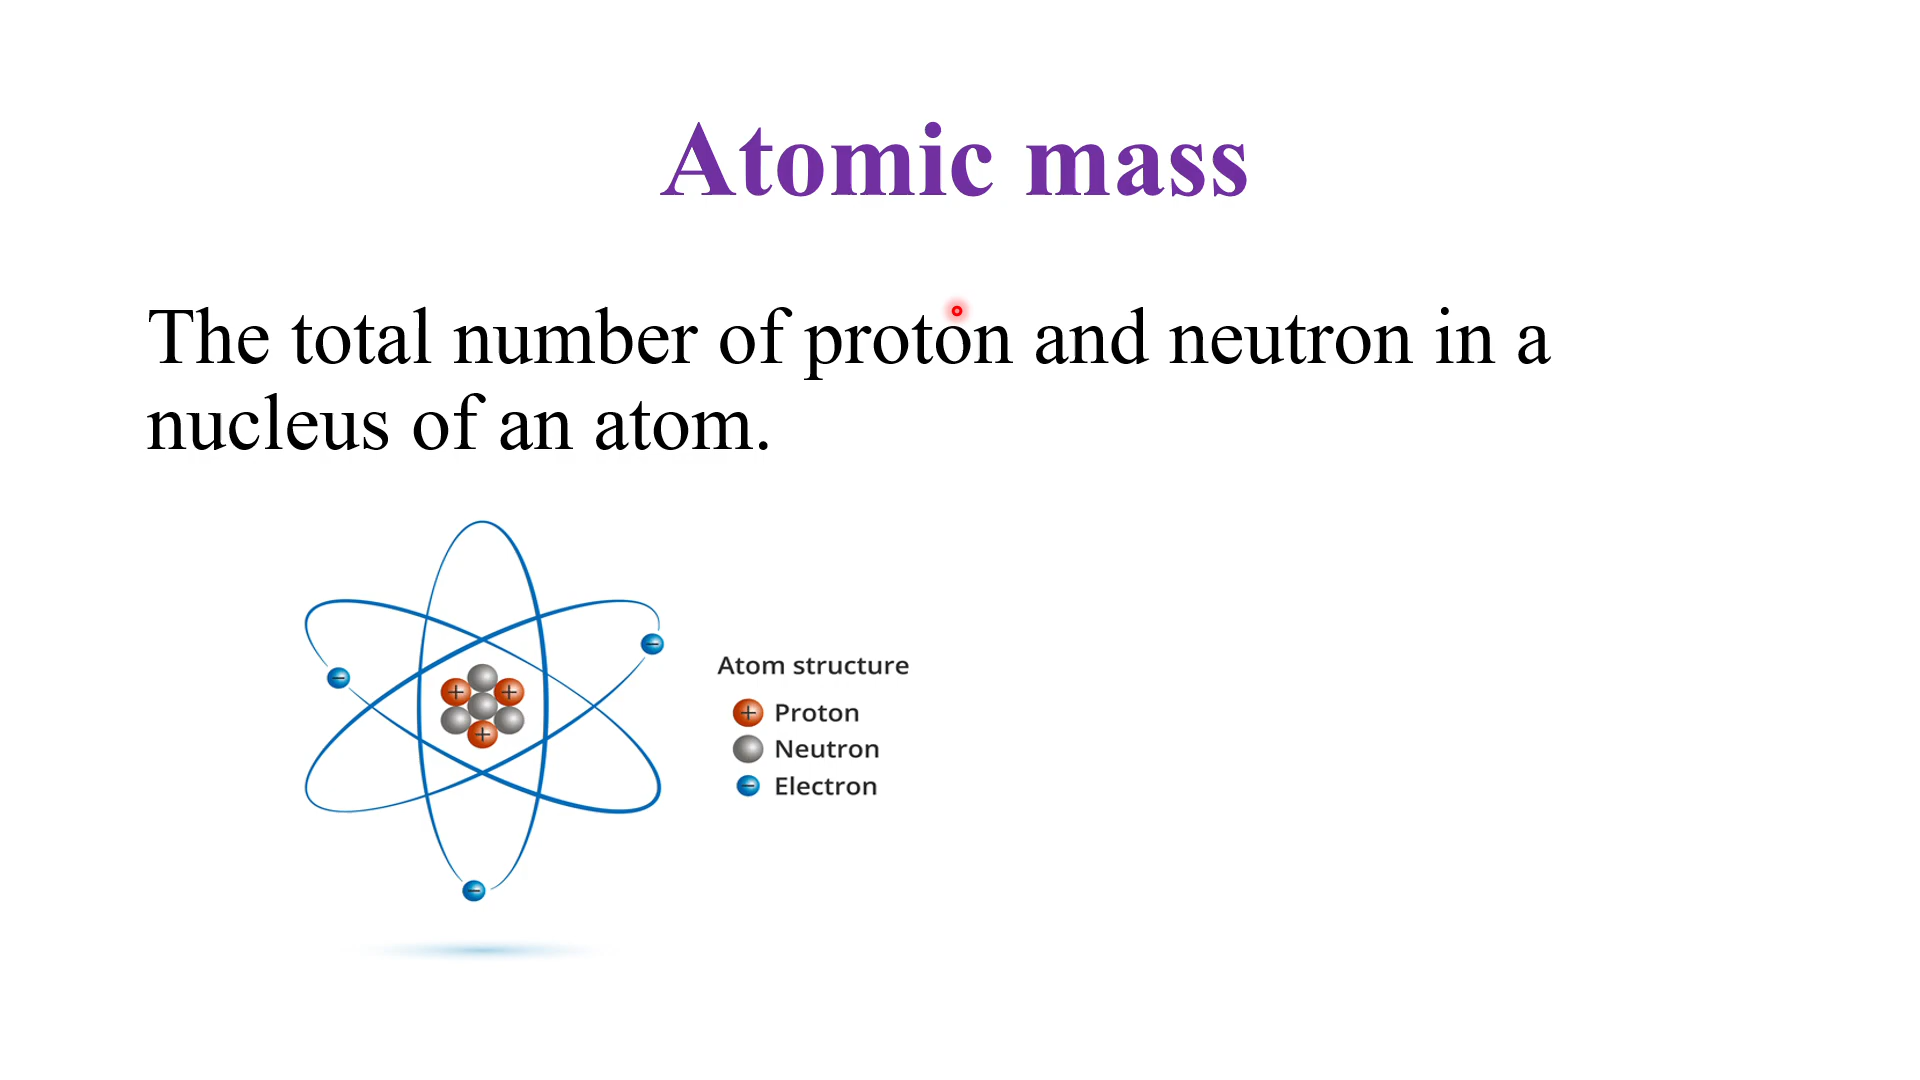 Atomic mass
The total number of proton and neutron in a
nucleus of an atom.
Atom structure
+ Proton
Neutron
− Electron